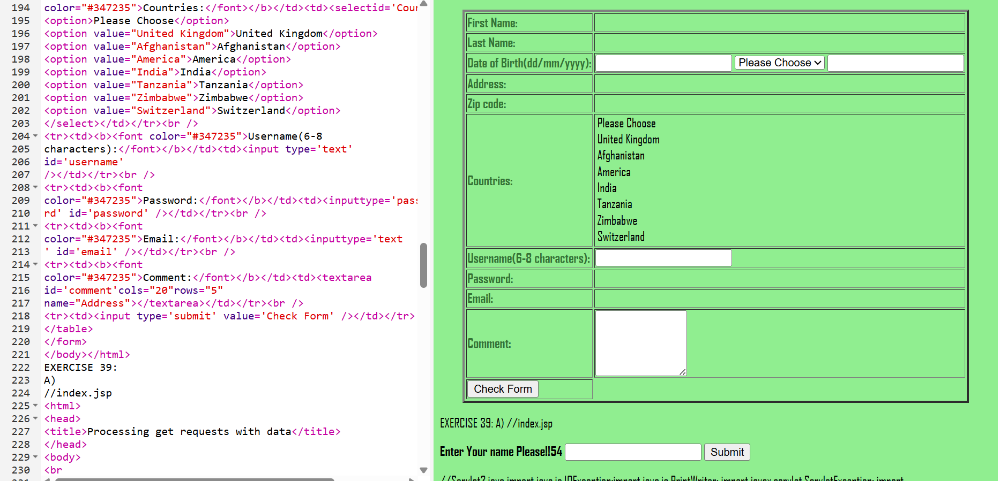 194 color="#347235">Countries:</font></b></td><td><selectid='Cour
195 <option>Please Choose</option>
196 <option value="United Kingdom">United Kingdom</option>
197 <option value="Afghanistan">Afghanistan</option>
198 <option value="America">America</option>
199 <option value="India">India</option>
200 <option value="Tanzania">Tanzania</option>
201 <option value="Zimbabwe">Zimbabwe</option>
202 <option value="Switzerland">Switzerland</option>
203 </select></td></tr><br />
204 <tr><td><b><font color="#347235">Username(6-8
205 characters):</font></b></td><td><input type='text'
206 id='username'
207 /></td></tr><br />
208 <tr><td><b><font
209 color="#347235">Password:</font></b></td><td><inputtype='pass
210 rd' id='password' /></td></tr><br />
211 <tr><td><b><font
212 color="#347235">Email:</font></b></td><td><inputtype='text
213 ' id='email' /></td></tr><br />
214 <tr><td><b><font
215 color="#347235">Comment:</font></b></td><td><textarea
216 id='comment'cols="20"rows="5"
217 name="Address"></textarea></td></tr><br />
218 <tr><td><input type='submit' value='Check Form' /></td></tr>
219 </table>
220 </form>
221 </body></html>
222 EXERCISE 39:
223 A)
224 //index.jsp
225 <html>
226 <head>
227 <title>Processing get requests with data</title>
228 </head>
229 <body>
230 <br
First Name:
Last Name:
Date of Birth(dd/mm/yyyy): Please Choose
Address:
Zip code:
Countries:
Please Choose
United Kingdom
Afghanistan
America
India
Tanzania
Zimbabwe
Switzerland
Username(6-8 characters):
Password:
Email:
Comment:
Check Form
EXERCISE 39: A) //index.jsp
Enter Your name Please!!54 Submit
//Servlet3.java import java.io.IOException;import java.io.PrintWriter; import javax.servlet.ServletException; import